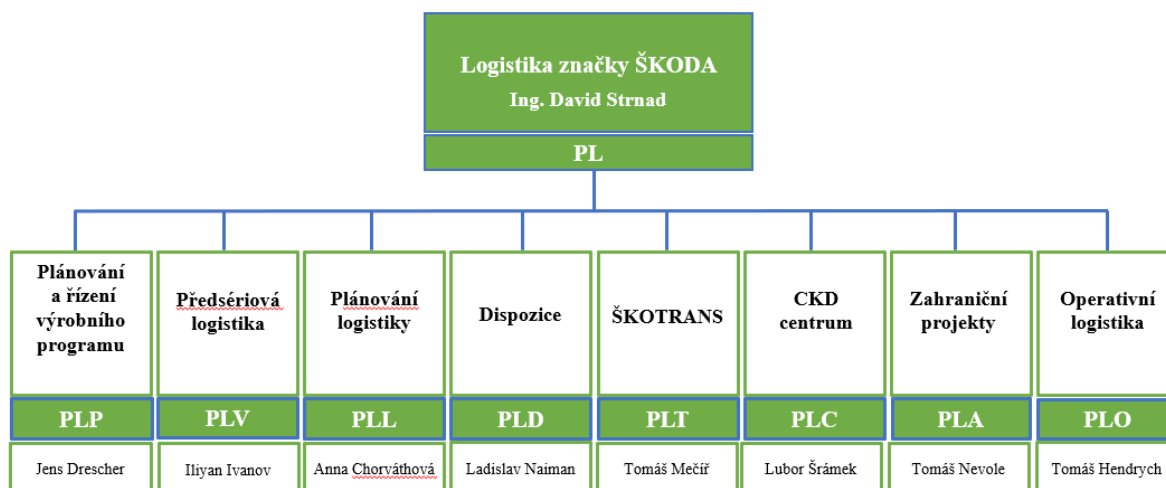 Logistika značky ŠKODA
Ing. David Strnad
PL
Plánování
a řízení
výrobního
programu
Předsériová
logistika
Plánování
logistiky
Dispozice
ŠKOTRANS
CKD
centrum
Zahraniční
projekty
Operativní
logistika
PLP
PLV
PLL
PLD
PLT
PLC
PLA
PLO
Jens Drescher
Iliyan Ivanov
Anna Chorváthová
Ladislav Naiman
Tomáš Mečíř
Lubor Šrámek
Tomáš Nevole
Tomáš Hendrych